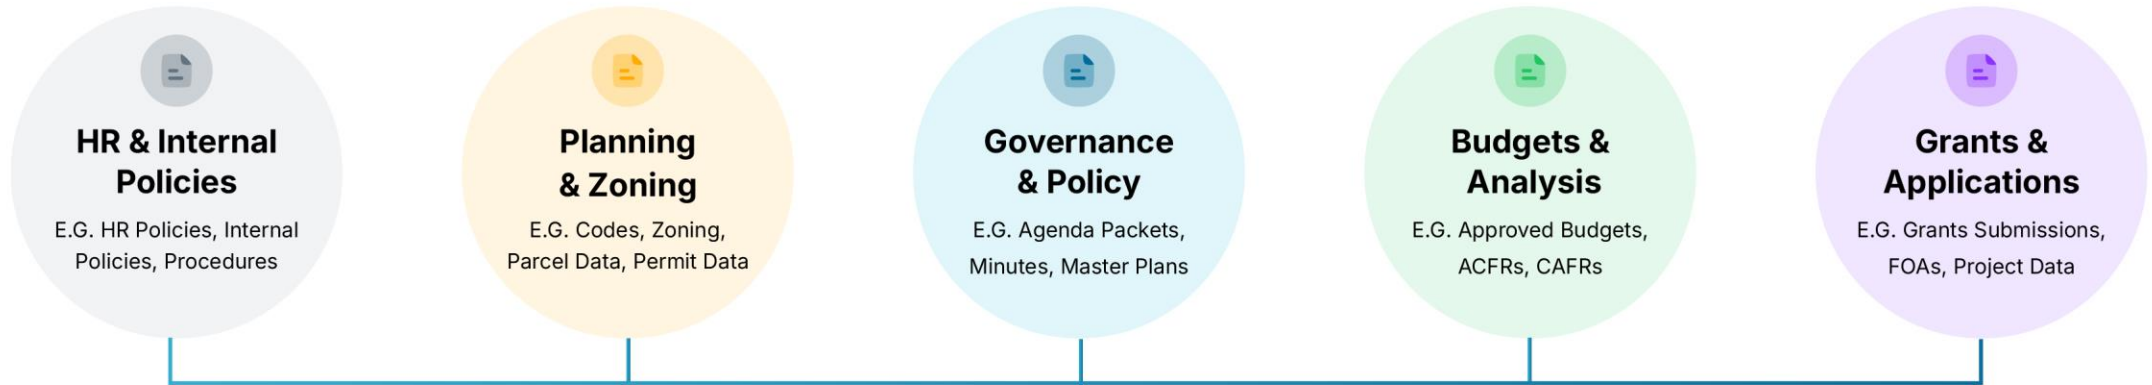 HR & Internal
Policies
E.G. HR Policies, Internal
Policies, Procedures
Planning
& Zoning
E.G. Codes, Zoning,
Parcel Data, Permit Data
Governance
& Policy
E.G. Agenda Packets,
Minutes, Master Plans
Budgets &
Analysis
E.G. Approved Budgets,
ACFRs, CAFRs
Grants &
Applications
E.G. Grants Submissions,
FOAs, Project Data